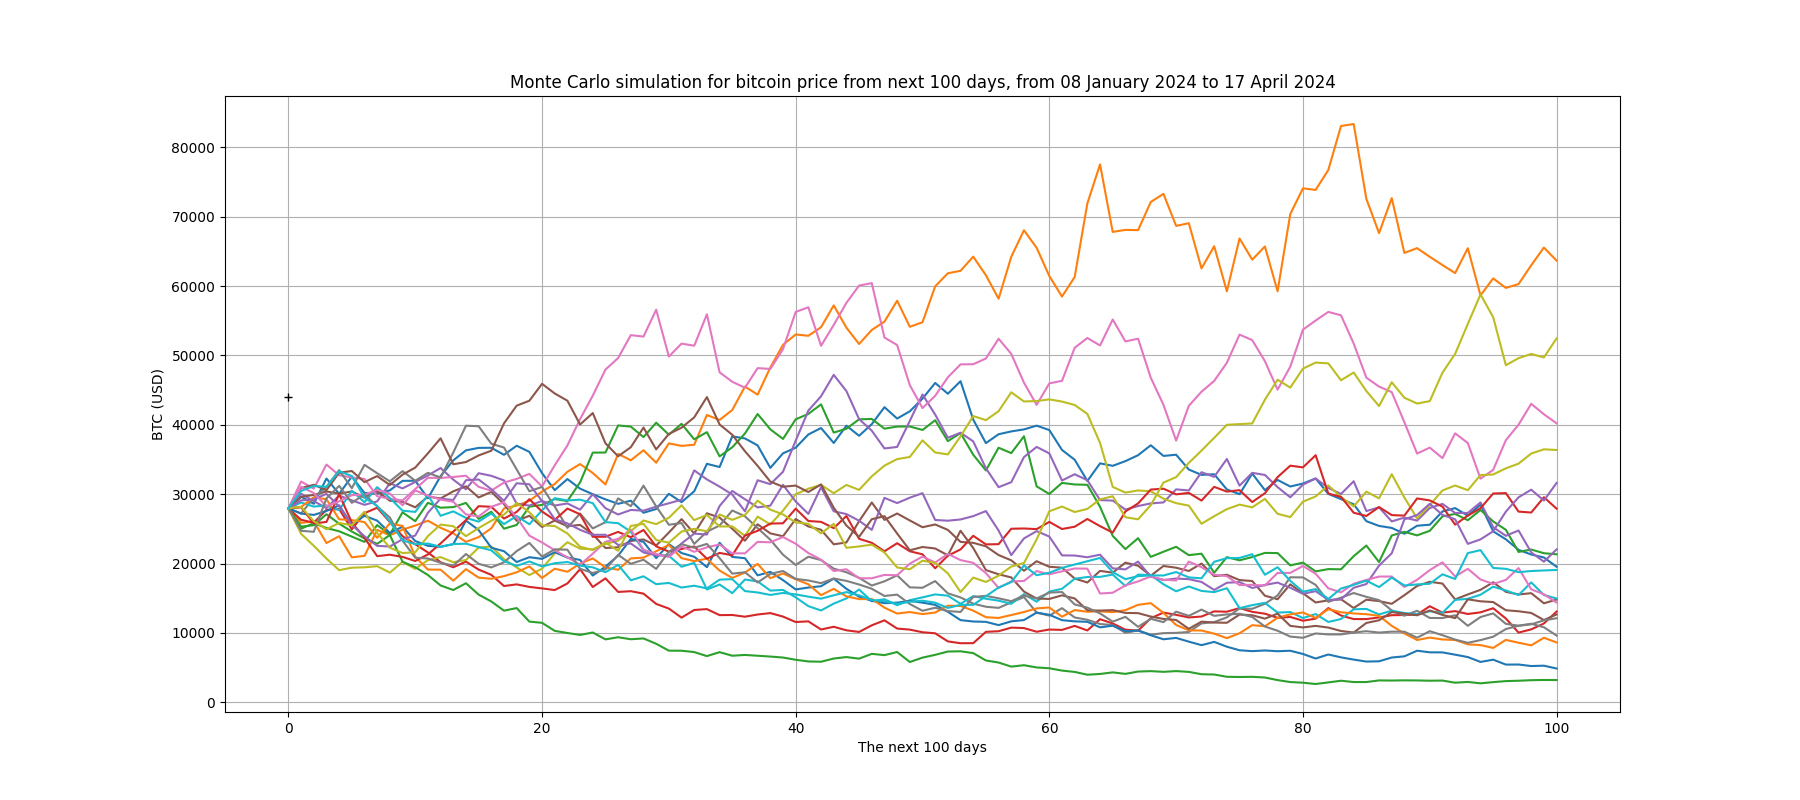 Monte Carlo simulation for bitcoin price from next 100 days, from 08 January 2024 to 17 April 2024
BTC (USD)
80000
70000
60000
50000
40000
30000
20000
10000
0
0 20 40 60 80 100
The next 100 days